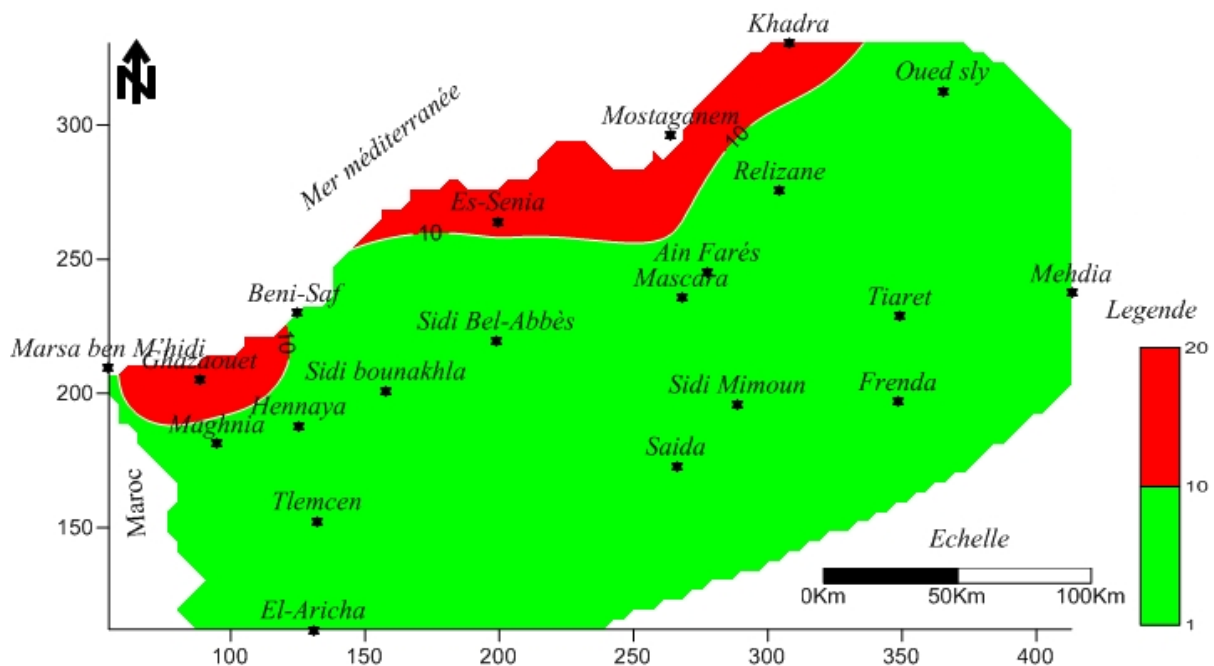 Khadra
N
Oued sly
Mer méditerranée
Mostaganem
300
10
Relizane
Es-Senia
10
250
Ain Farés
Mascara
Mehdia
Beni-Saf
Tiaret
Legende
Sidi Bel-Abbès
10
Marsa ben M'hidi
Ghazaouet
20
Sidi bounakhla
Sidi Mimoun
Frenda
200
Hennaya
Maghnia
Saida
10
Maroc
Tlemcen
150
Echelle
0Km 50Km 100Km
El-Aricha
1
100 150 200 250 300 350 400